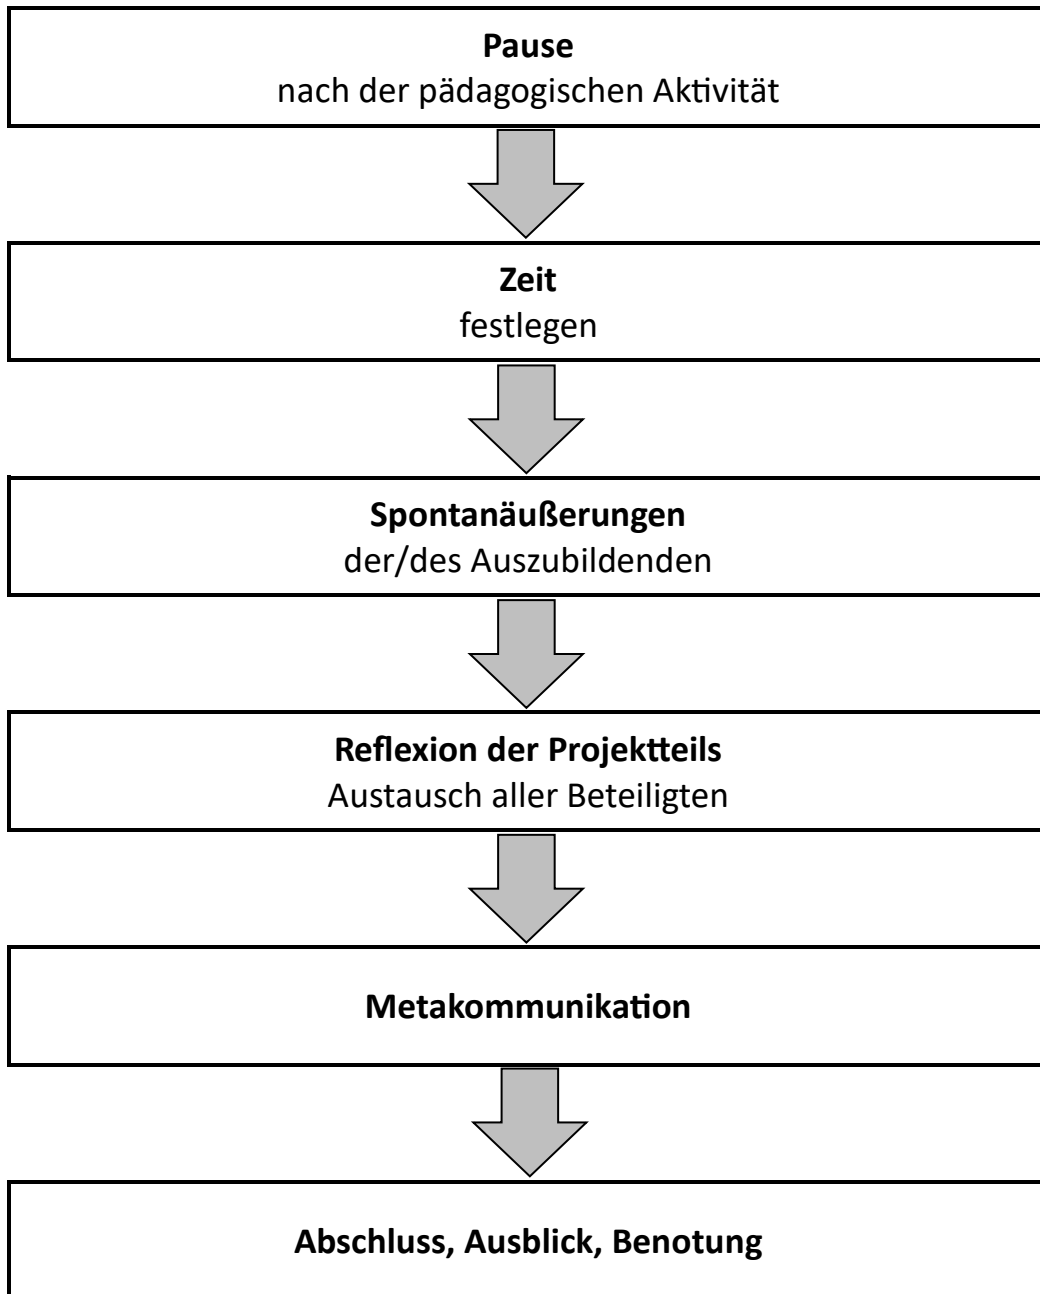 Pause
nach der pädagogischen Aktivität
Zeit
festlegen
Spontanäußerungen
der/des Auszubildenden
Reflexion der Projektteils
Austausch aller Beteiligten
Metakommunikation
Abschluss, Ausblick, Benotung